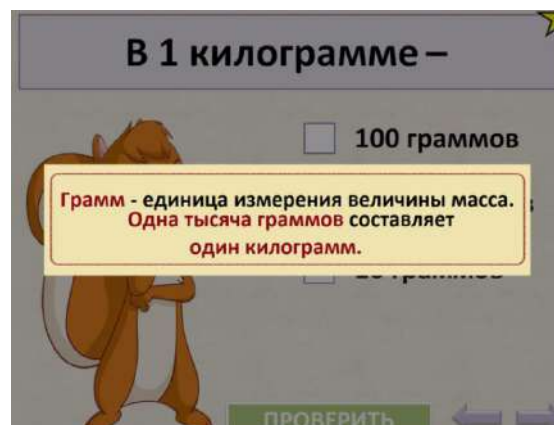 В 1 килограмме –
100 граммов
Грамм - единица измерения величины масса.
Одна тысяча граммов составляет
один килограмм.
ПРОВЕРИТЬ